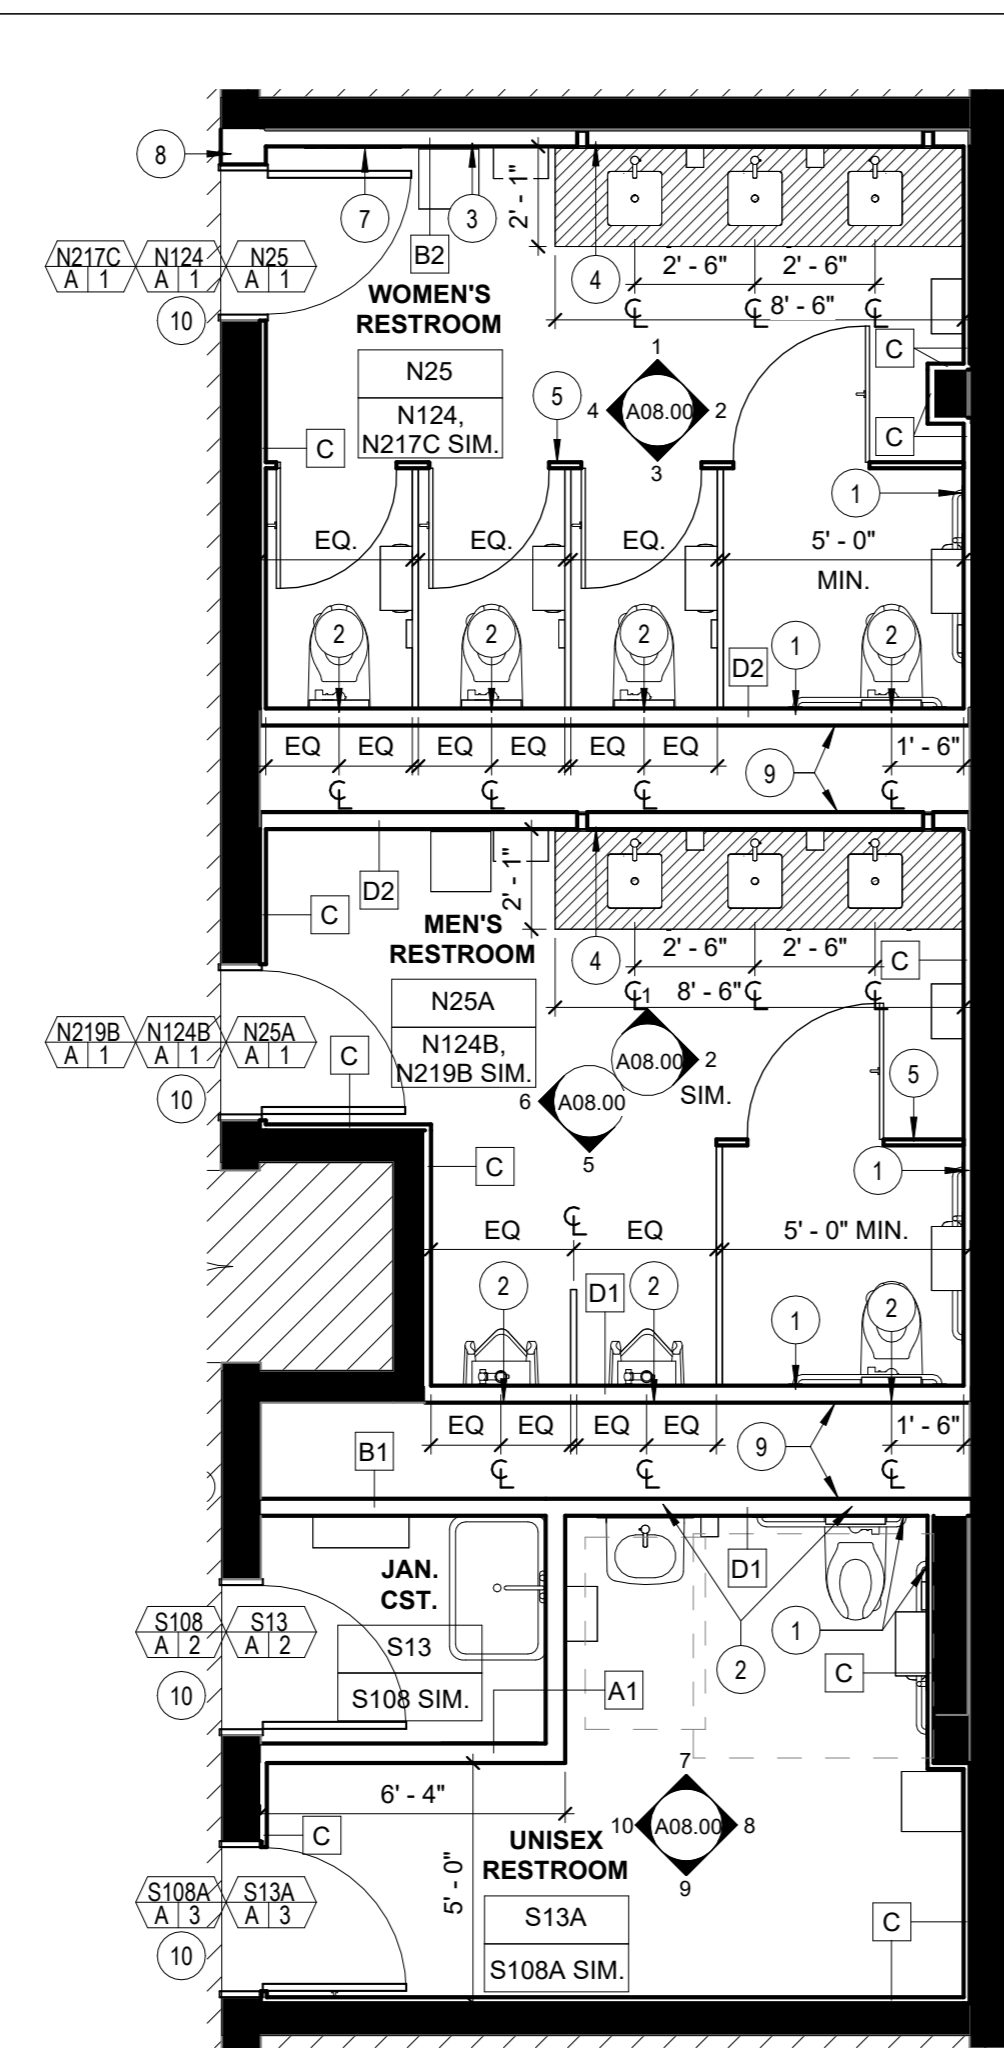 8
7
3
2' - 1"
B2
4
2' - 6"
2' - 6"
8' - 6"
N217C
A 1
N124
A 1
N25
A 1
10
WOMEN'S
RESTROOM
N25
N124,
N217C SIM.
5
1
4 A08.00 2
3
C
C
C
1
EQ.
EQ.
EQ.
5' - 0"
MIN.
2
2
2
2
1
D2
EQ
EQ
EQ
EQ
EQ
EQ
9
1' - 6"
D2
C
2' - 1"
MEN'S
RESTROOM
4
2' - 6"
2' - 6"
C
8' - 6"
N25A
N124B,
N219B SIM.
N219B
A 1
N124B
A 1
N25A
A 1
10
C
1
A08.00 2
SIM.
6 A08.00
5
5
C
1
EQ
EQ
5' - 0" MIN.
2
D1
2
1
2
EQ
EQ
EQ
EQ
9
1' - 6"
B1
JAN.
CST.
D1
S108
A 2
S13
A 2
S13
S108 SIM.
10
A1
2
C
1
6' - 4"
7
10 A08.00 8
9
C
UNISEX
RESTROOM
5' - 0"
S108A
A 3
S13A
A 3
S13A
S108A SIM.
C
10